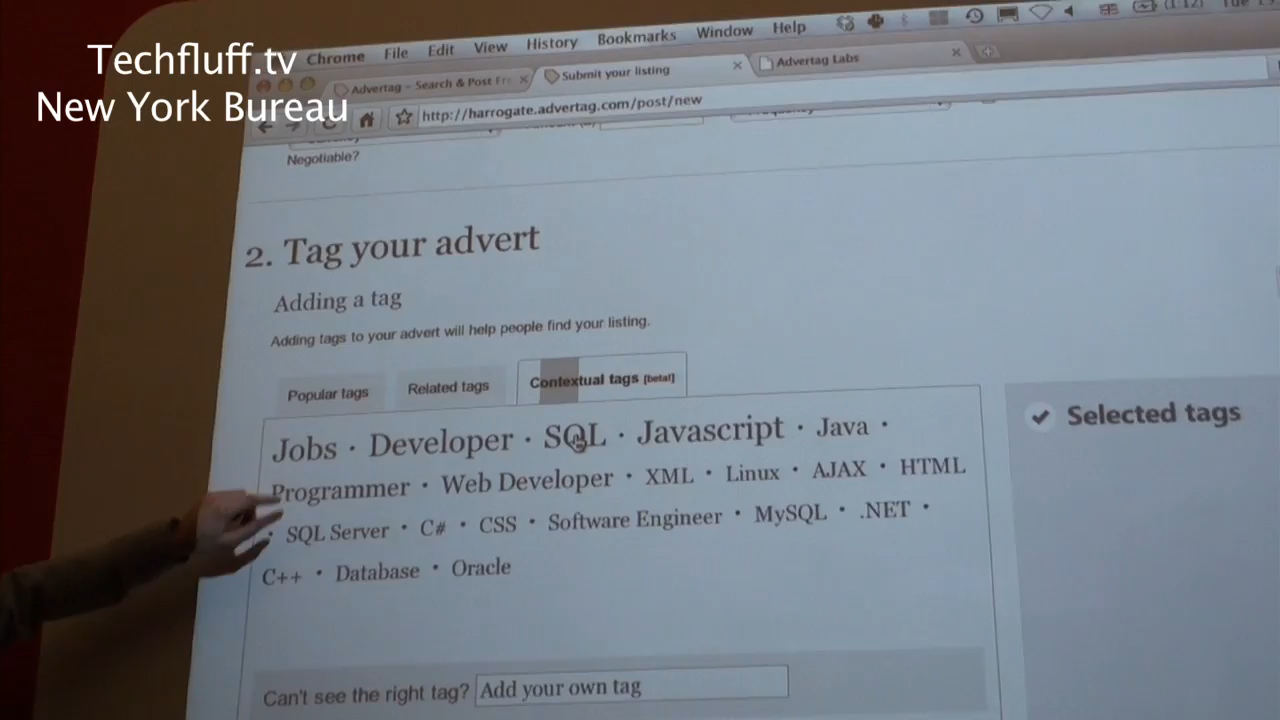 Techfluff.tv
New York Bureau
Chrome File Edit View History Bookmarks Window Help
Advertag - Search & Post Fr
Submit your listing
Advertag Labs
http://harrogate.advertag.com/post/new
Negotiable?
2. Tag your advert
Adding a tag
Adding tags to your advert will help people find your listing.
Popular tags
Related tags
Contextual tags [beta!]
Jobs · Developer · SQL · Javascript · Java ·
Programmer · Web Developer · XML · Linux · AJAX · HTML
· SQL Server · C# · CSS · Software Engineer · MySQL · .NET ·
C++ · Database · Oracle
Selected tags
Can't see the right tag? Add your own tag